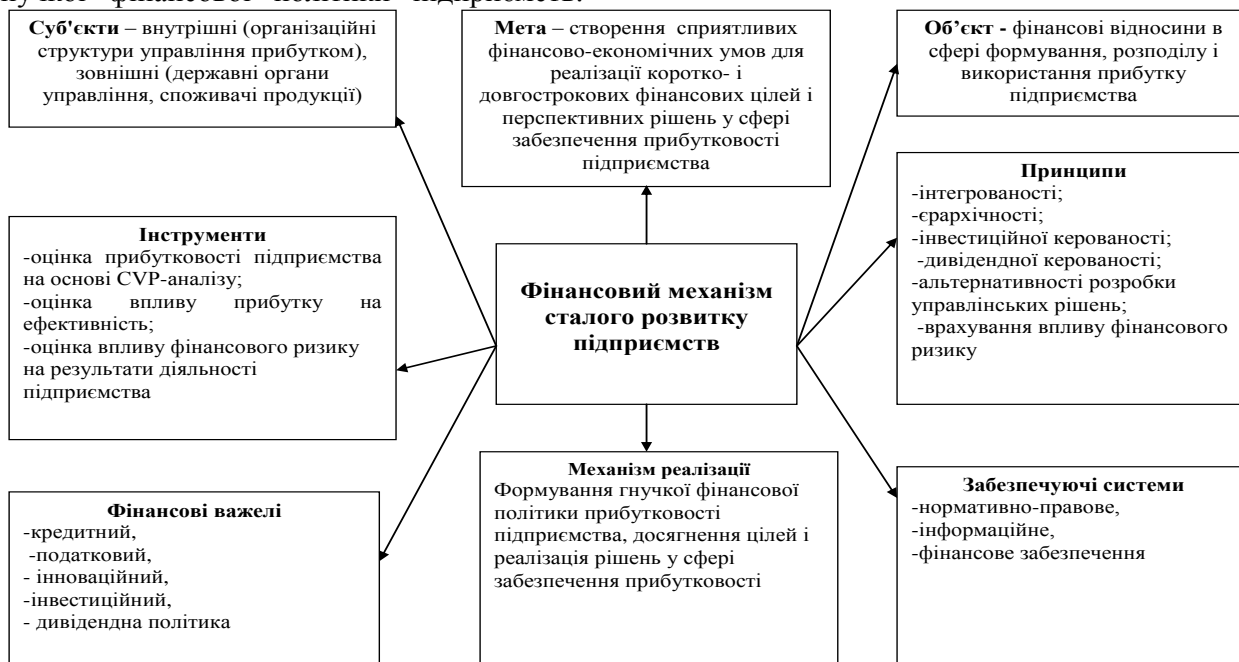 гнучкої фінансової політики підприємств.
Суб'єкти – внутрішні (організаційні
структури управління прибутком),
зовнішні (державні органи
управління, споживачі продукції)
Мета – створення сприятливих
фінансово-економічних умов для
реалізації коротко- і
довгострокових фінансових цілей і
перспективних рішень у сфері
забезпечення прибутковості
підприємства
Об’єкт - фінансові відносини в
сфері формування, розподілу і
використання прибутку
підприємства
Інструменти
-оцінка прибутковості підприємства
на основі CVP-аналізу;
-оцінка впливу прибутку на
ефективність;
-оцінка впливу фінансового ризику
на результати діяльності
підприємства
Фінансовий механізм
сталого розвитку
підприємств
Принципи
-інтегрованості;
-єрархічності;
-інвестиційної керованості;
-дивідендної керованості;
-альтернативності розробки
управлінських рішень;
-врахування впливу фінансового
ризику
Фінансові важелі
-кредитний,
-податковий,
- інноваційний,
-інвестиційний,
- дивідендна політика
Механізм реалізації
Формування гнучкої фінансової
політики прибутковості
підприємства, досягнення цілей і
реалізація рішень у сфері
забезпечення прибутковості
Забезпечуючі системи
-нормативно-правове,
-інформаційне,
-фінансове забезпечення